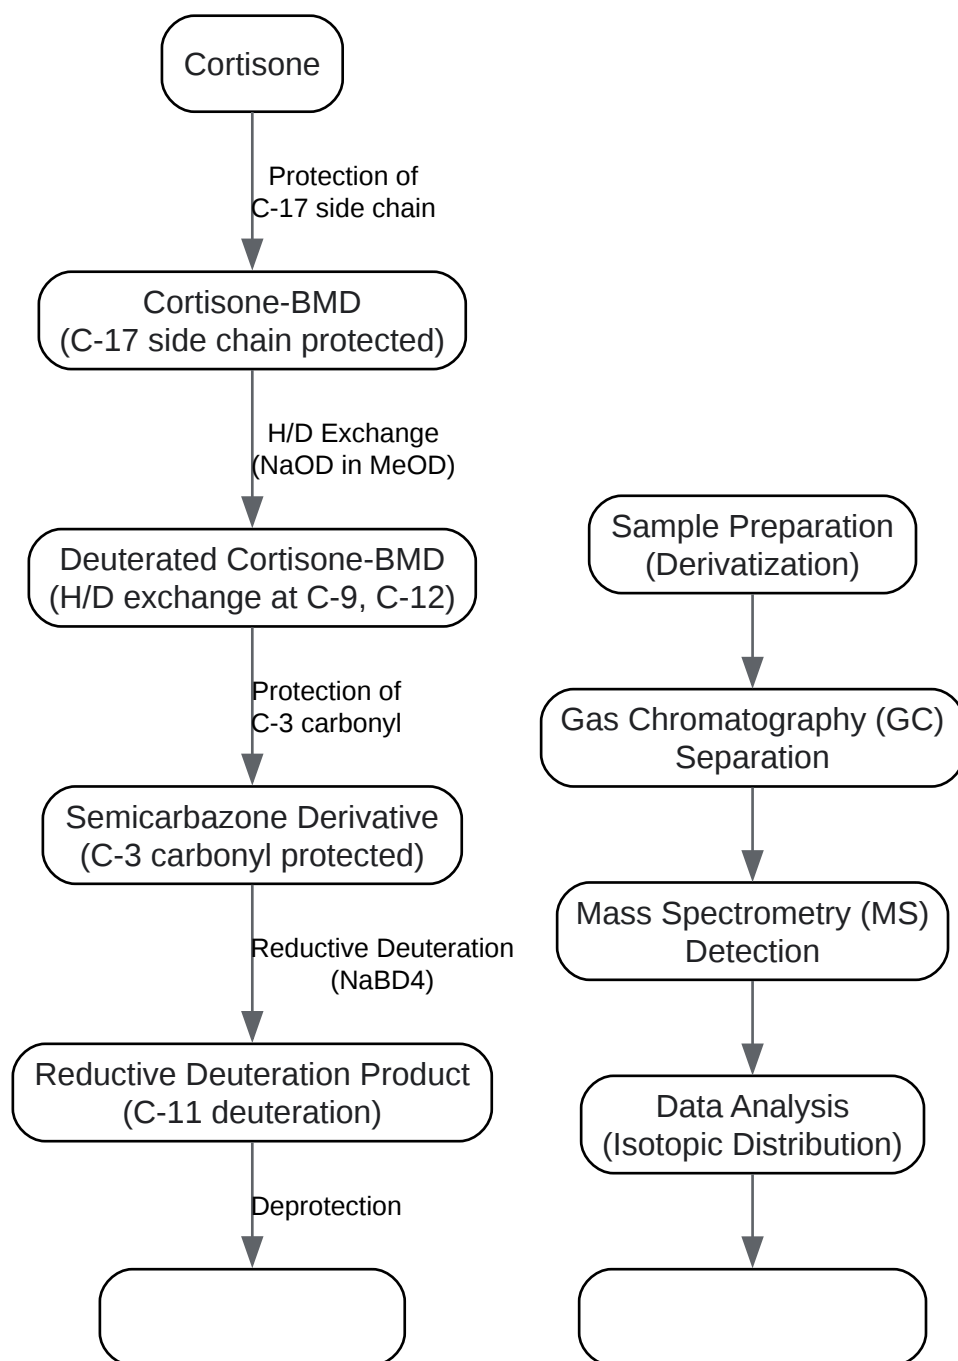 Cortisone
Protection of
C-17 side chain
Cortisone-BMD
(C-17 side chain protected)
H/D Exchange
(NaOD in MeOD)
Deuterated Cortisone-BMD
(H/D exchange at C-9, C-12)
Protection of
C-3 carbonyl
Semicarbazone Derivative
(C-3 carbonyl protected)
Reductive Deuteration
(NaBD4)
Reductive Deuteration Product
(C-11 deuteration)
Deprotection
Sample Preparation
(Derivatization)
Gas Chromatography (GC)
Separation
Mass Spectrometry (MS)
Detection
Data Analysis
(Isotopic Distribution)